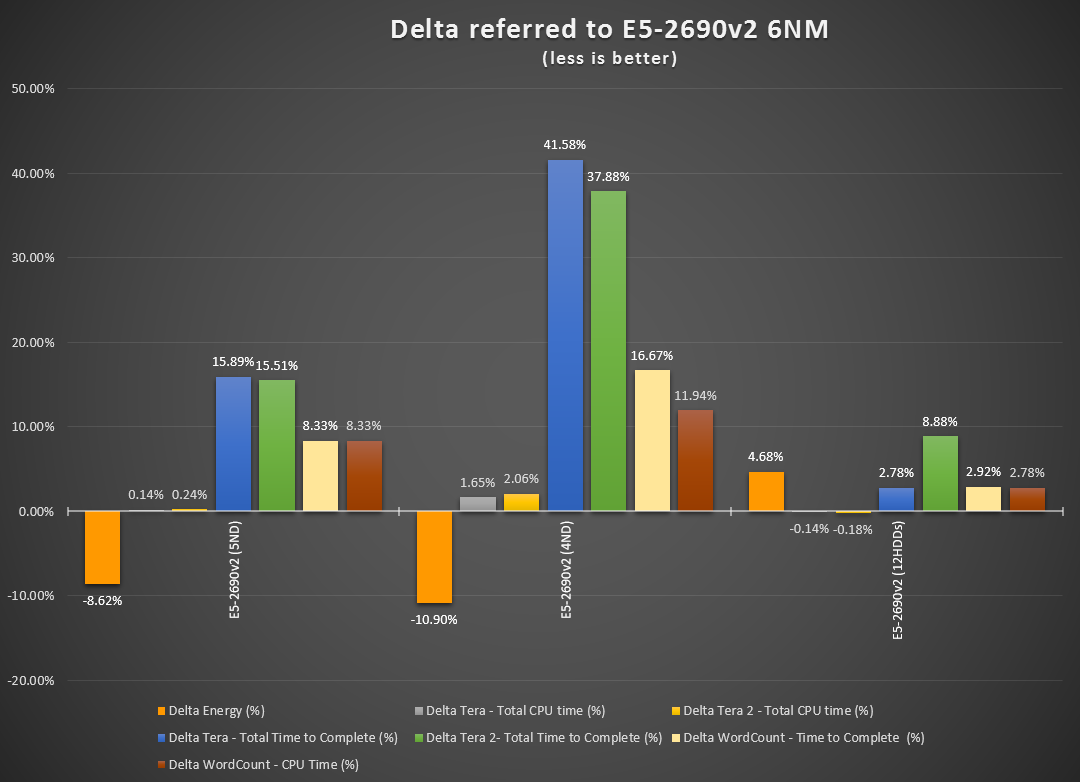 Delta referred to E5-2690v2 6NM
(less is better)
50.00%
40.00%
30.00%
20.00%
10.00%
0.00%
-10.00%
-20.00%
-8.62%
0.14%
0.24%
15.89%
15.51%
8.33%
8.33%
E5-2690v2 (5ND)
-10.90%
1.65%
2.06%
41.58%
37.88%
16.67%
11.94%
E5-2690v2 (4ND)
4.68%
-0.14%
-0.18%
2.78%
8.88%
2.92%
2.78%
E5-2690v2 (12HDDs)
Delta Energy (%)
Delta Tera - Total CPU time (%)
Delta Tera 2 - Total CPU time (%)
Delta Tera - Total Time to Complete (%)
Delta Tera 2- Total Time to Complete (%)
Delta WordCount - Time to Complete  (%)
Delta WordCount - CPU Time (%)